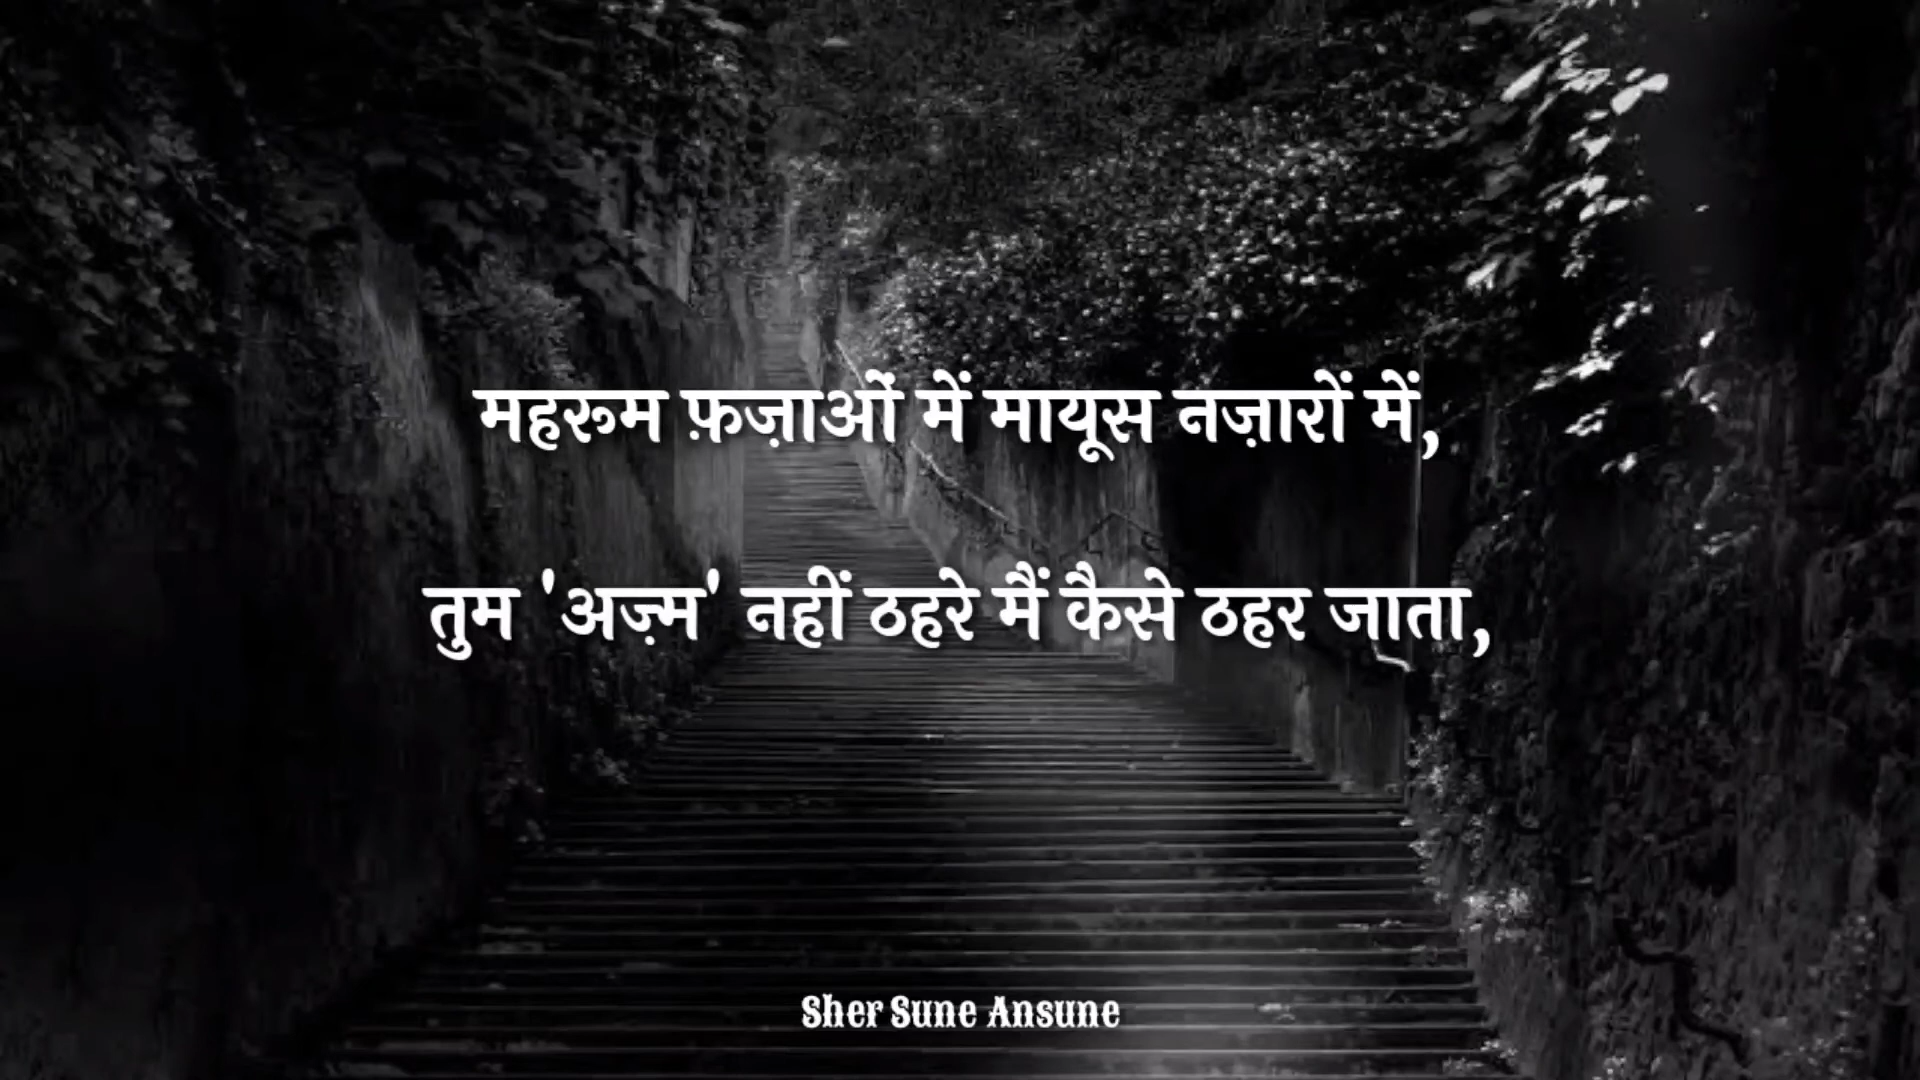 महरूम फ़ज़ाओं में मायूस नज़ारों में,
तुम 'अज़्म' नहीं ठहरे मैं कैसे ठहर जाता,
Sher Sune Ansune